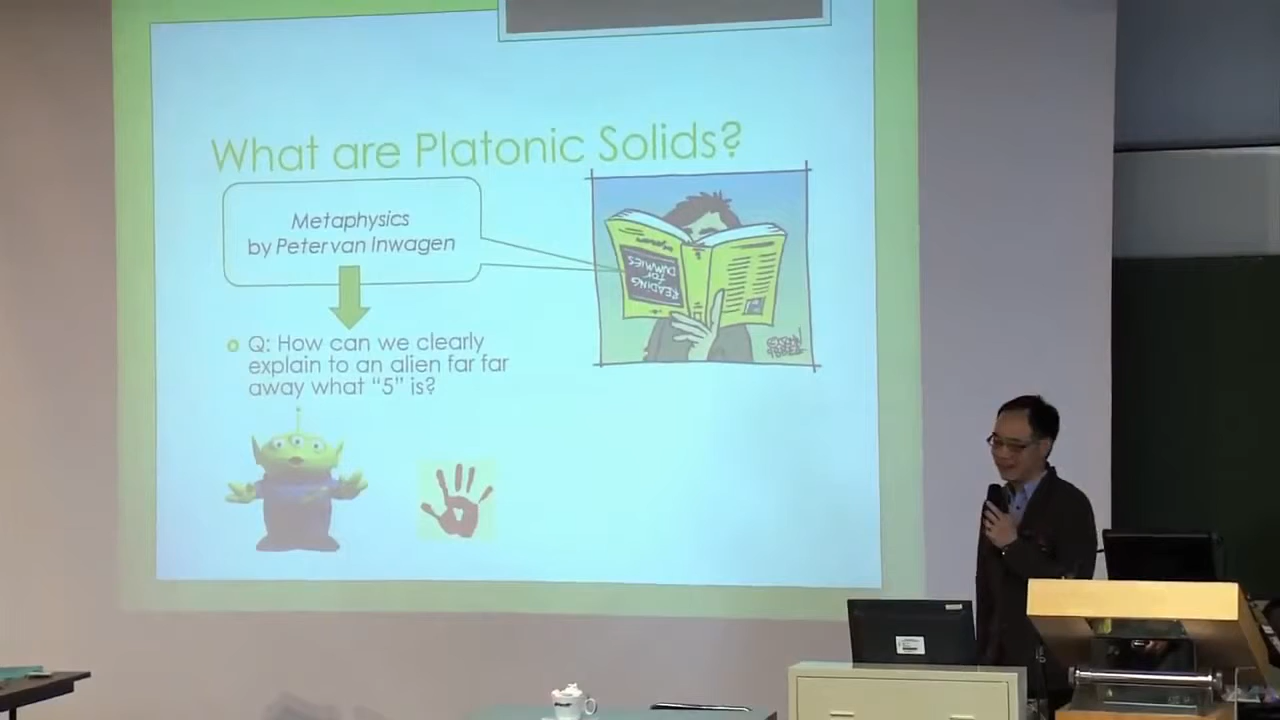 What are Platonic Solids?
Metaphysics
by Peter van Inwagen
READING
FOR
DUMMIES
Q: How can we clearly
explain to an alien far far
away what “5” is?